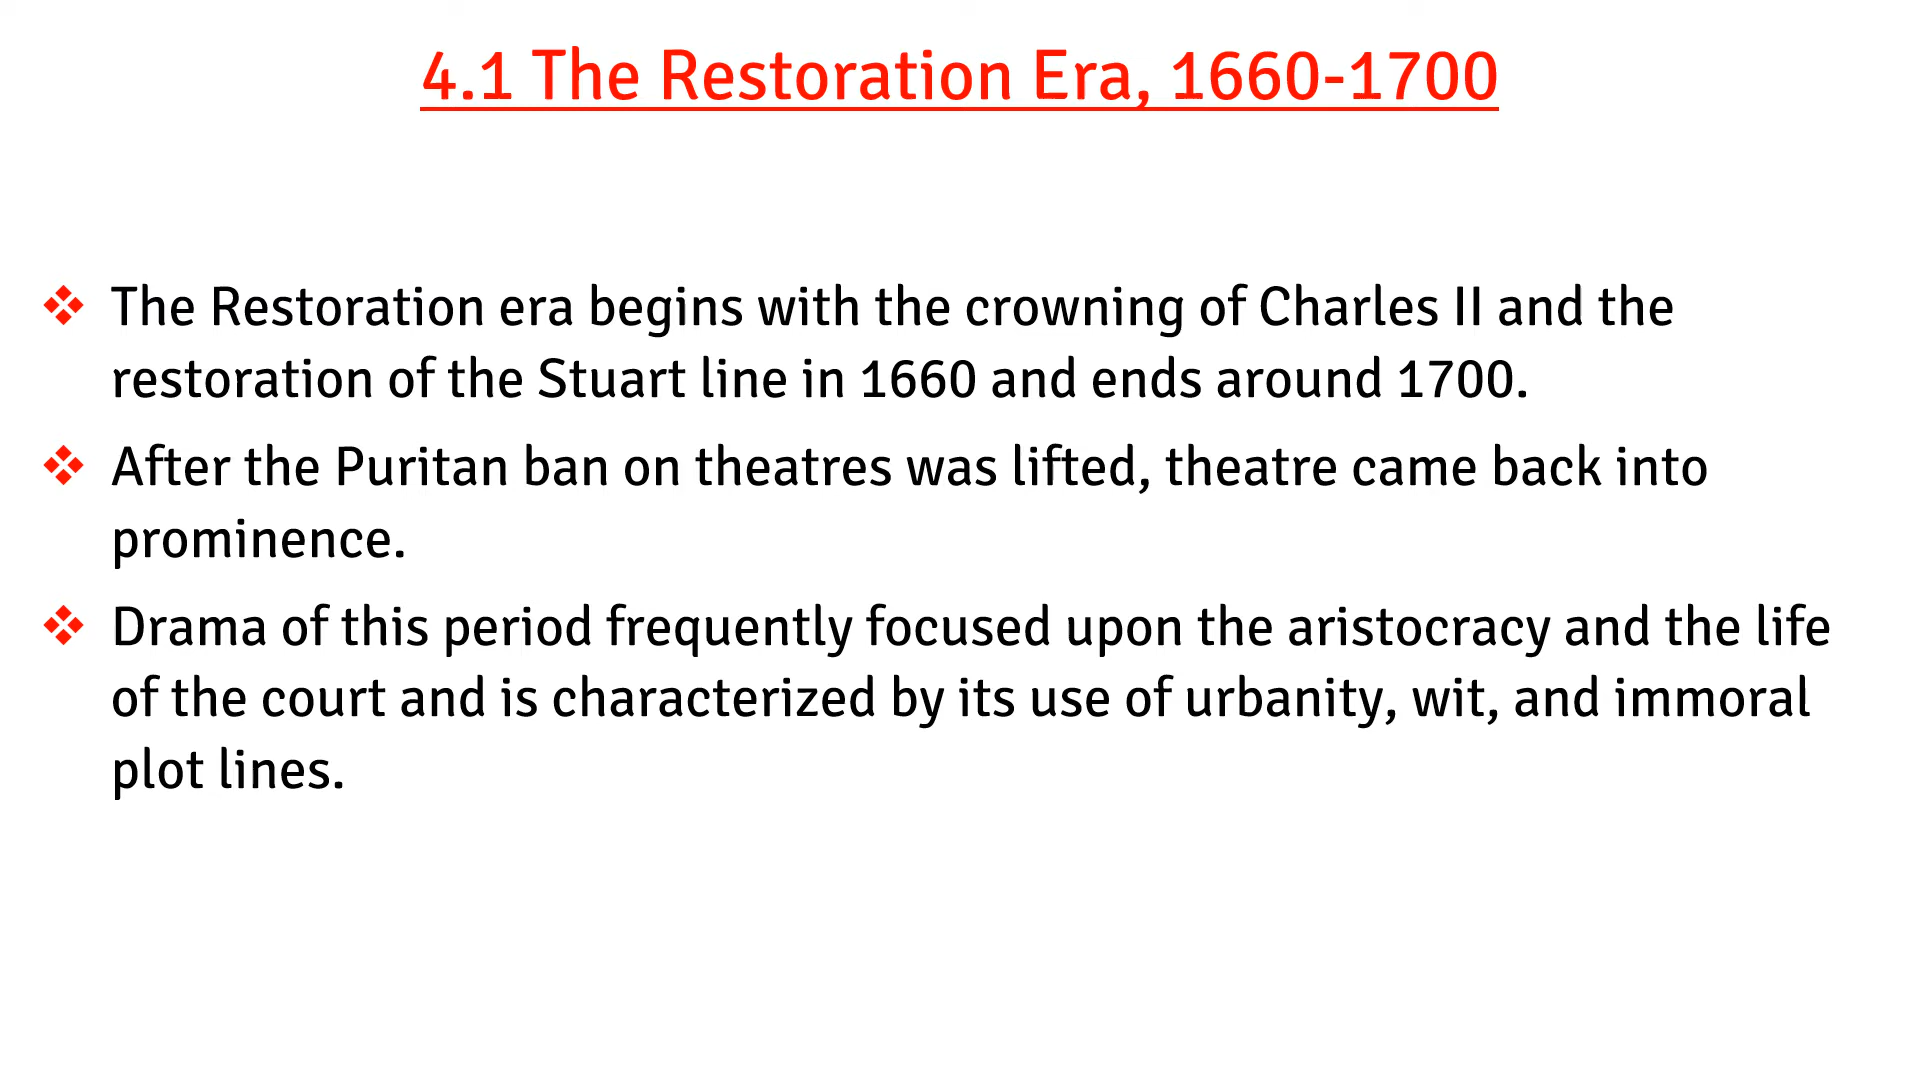 4.1 The Restoration Era, 1660-1700
❖ The Restoration era begins with the crowning of Charles II and the
restoration of the Stuart line in 1660 and ends around 1700.
❖ After the Puritan ban on theatres was lifted, theatre came back into
prominence.
❖ Drama of this period frequently focused upon the aristocracy and the life
of the court and is characterized by its use of urbanity, wit, and immoral
plot lines.